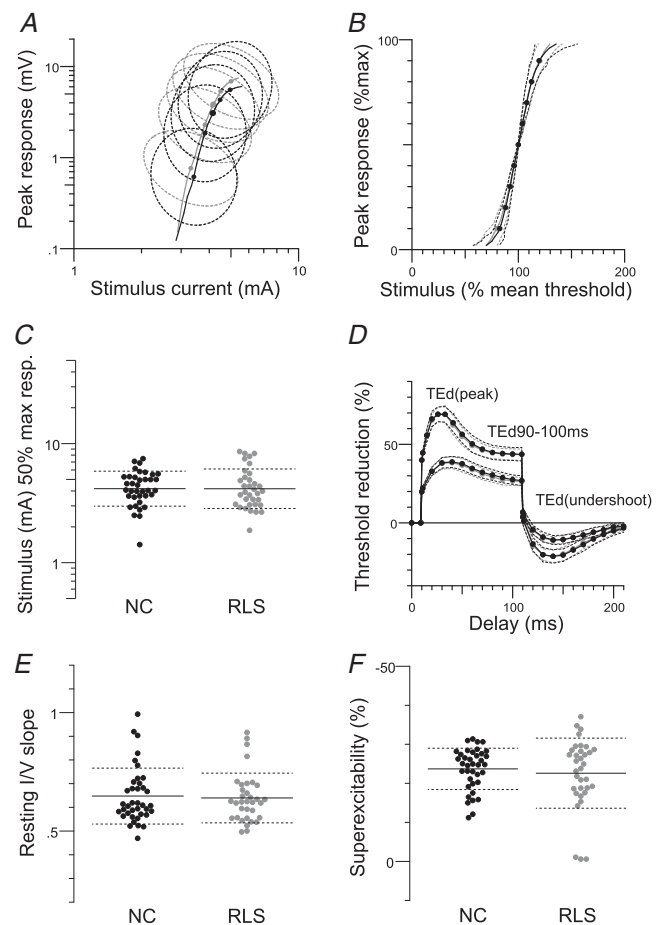 A
Peak response (mV)
10
1
.1
1
10
Stimulus current (mA)
B
Peak response (%max)
100
0
0
100
200
Stimulus (% mean threshold)
C
Stimulus (mA) 50% max resp.
10
1
NC
RLS
D
Threshold reduction (%)
TEd(peak)
TEd90-100ms
50
TEd(undershoot)
0
0
100
200
Delay (ms)
E
Resting I/V slope
1
.5
NC
RLS
F
Superexcitability (%)
-50
0
NC
RLS